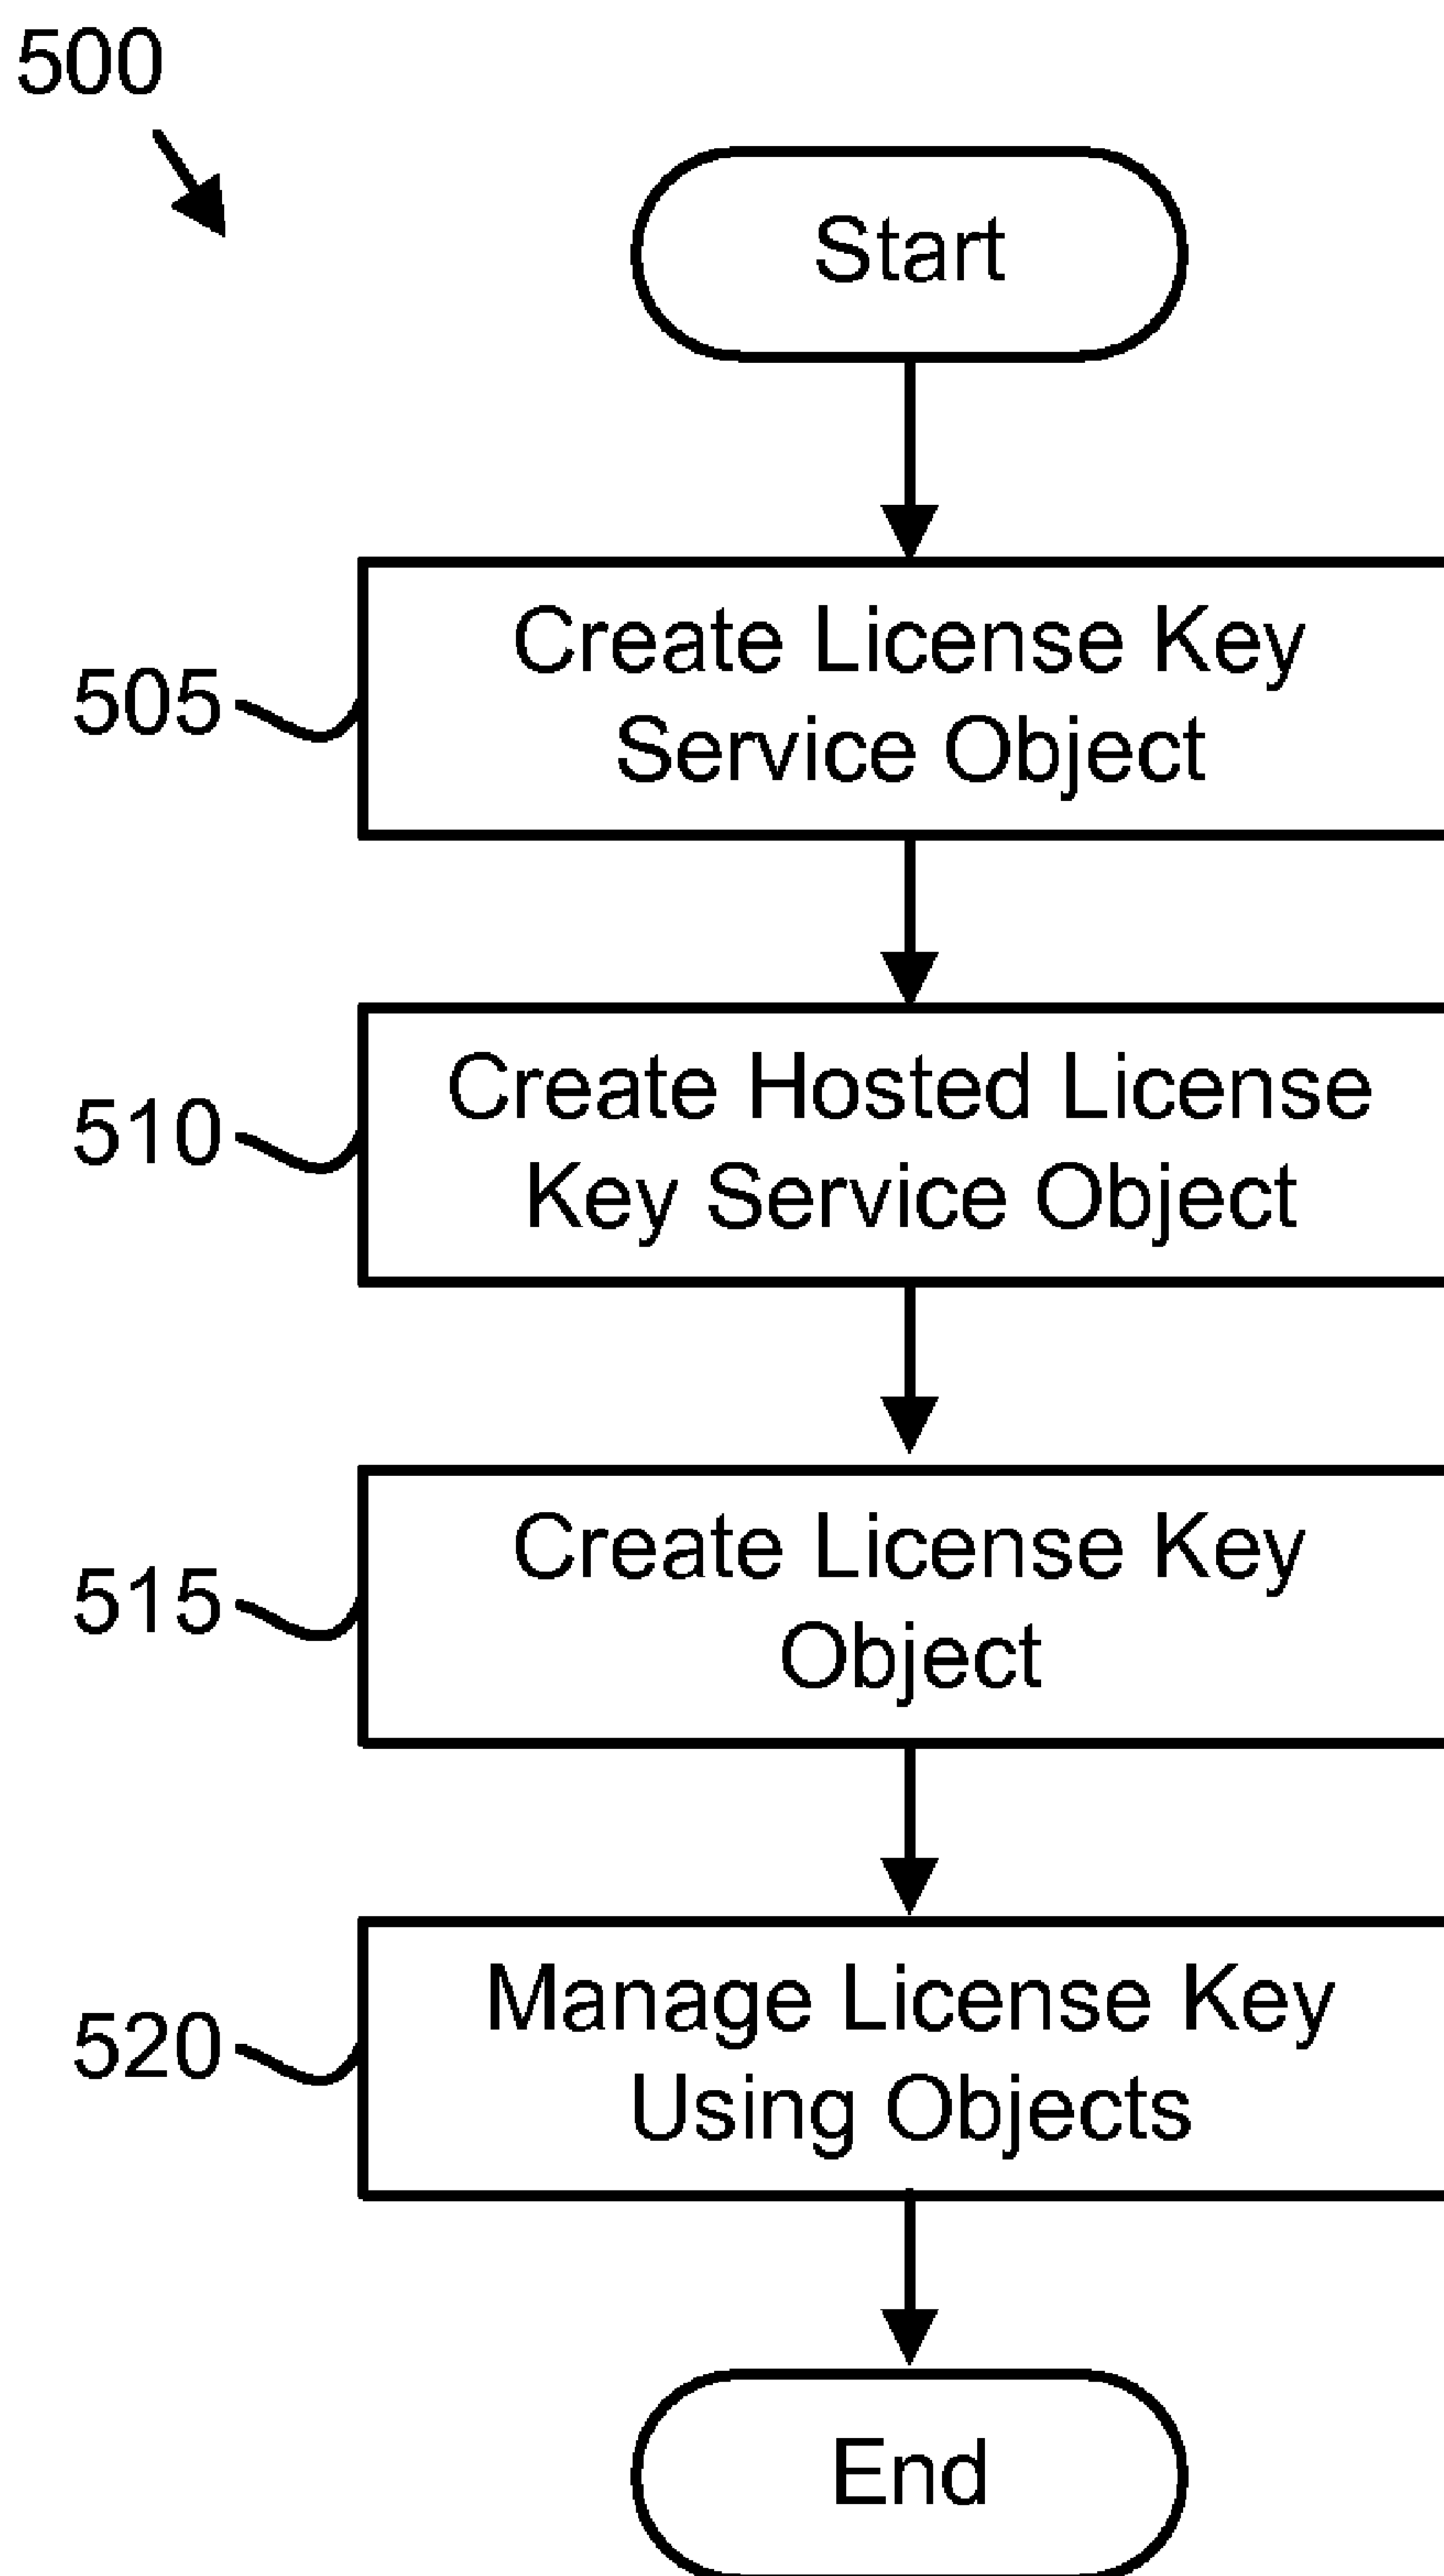 500
Start
505
Create License Key
Service Object
510
Create Hosted License
Key Service Object
515
Create License Key
Object
520
Manage License Key
Using Objects
End